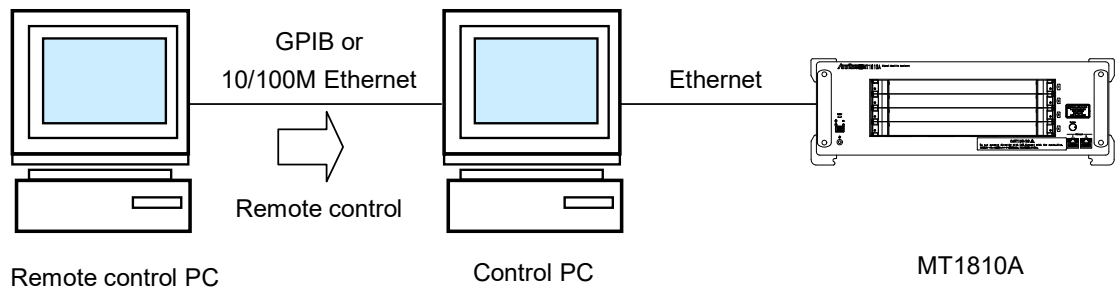 GPIB or
10/100M Ethernet
Ethernet
Remote control
Remote control PC
Control PC
MT1810A